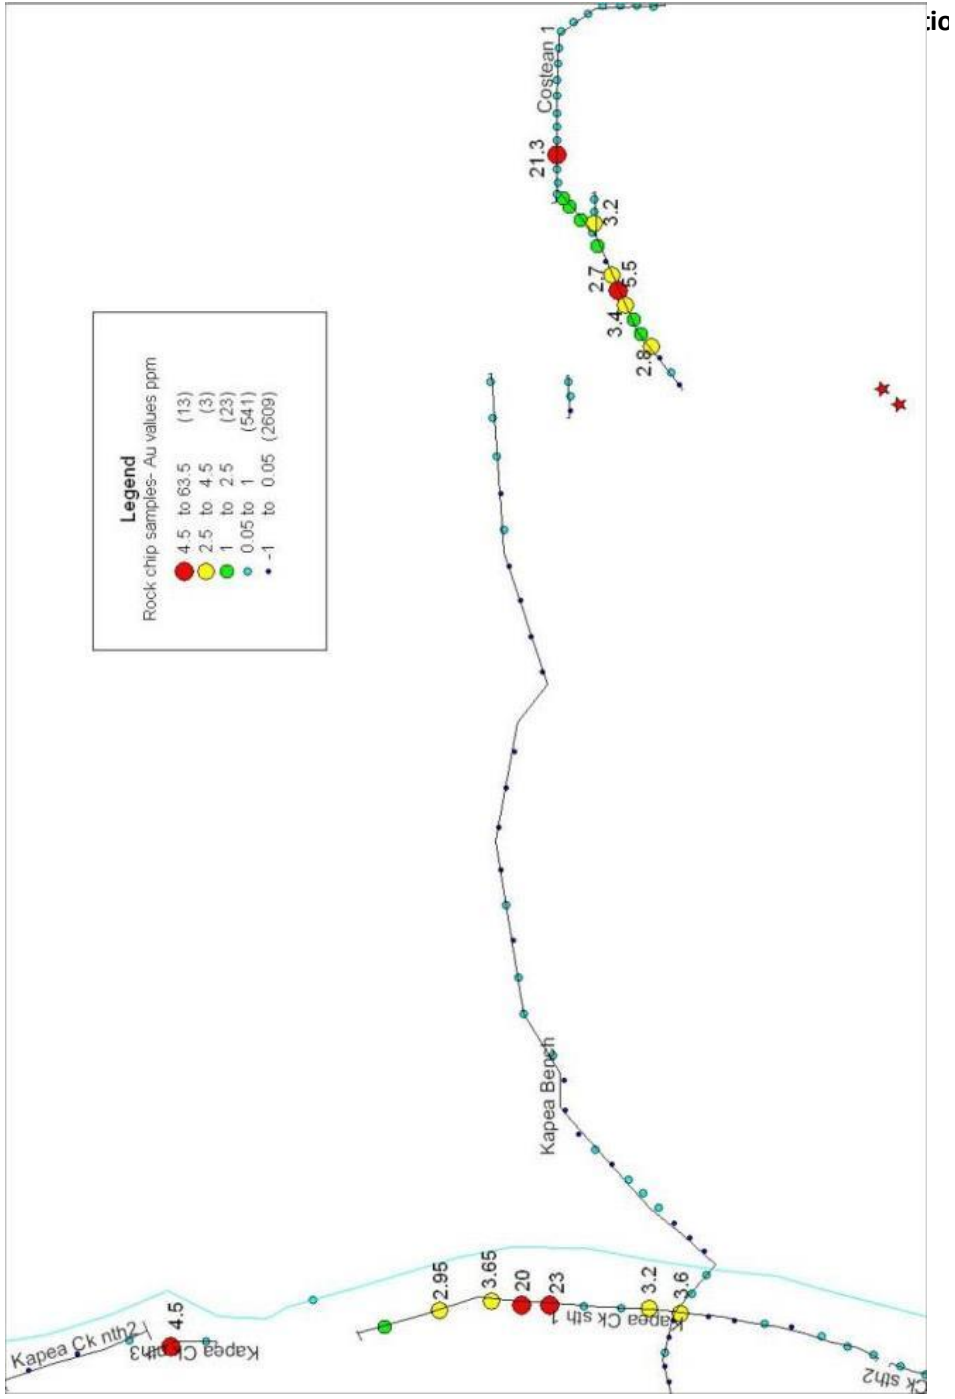 tio
Costean 1
21.3
3.2
2.7
5.5
3.4
2.8
Legend
Rock chip samples- Au values ppm
4.5 to 63.5 (13)
2.5 to 4.5 (3)
1 to 2.5 (23)
0.05 to 1 (541)
-1 to 0.05 (2609)
Kapea Bench
2.95
3.65
20
23
3.2
3.6
Kapea Ck sth 1
4.5
Kapea Ck nth2
Kapea Ck nth3
Ck sth2